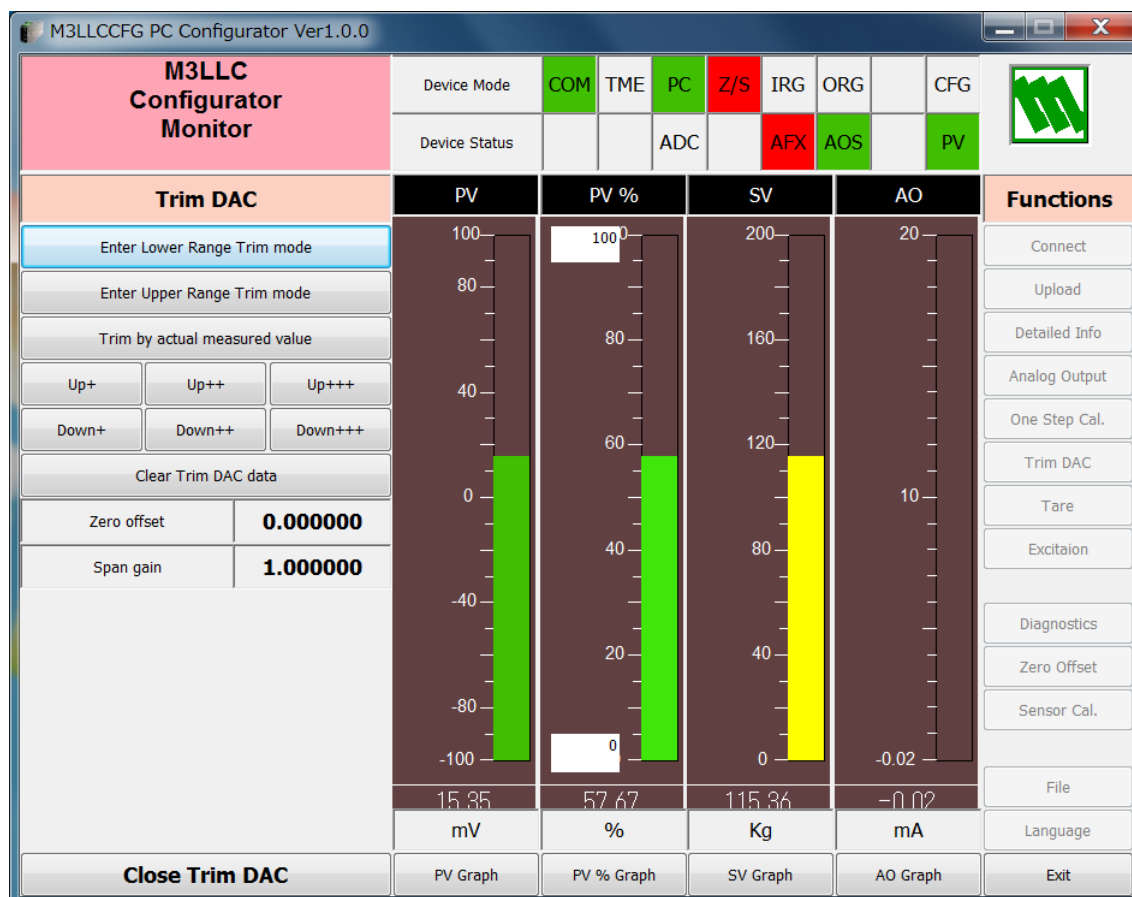 M3LLCCFG PC Configurator Ver1.0.0
M3LLC
Configurator
Monitor
Device Mode COM TME PC Z/S IRG ORG CFG
Device Status ADC AFX AOS PV
Trim DAC
Enter Lower Range Trim mode
Enter Upper Range Trim mode
Trim by actual measured value
Up+ Up++ Up+++
Down+ Down++ Down+++
Clear Trim DAC data
Zero offset 0.000000
Span gain 1.000000
Close Trim DAC
PV
100
80
40
0
-40
-80
-100
15.35
mV
PV Graph
PV %
100
80
60
40
20
0
57.67
%
PV % Graph
SV
200
160
120
80
40
0
115.36
Kg
SV Graph
AO
20
10
-0.02
-0.02
mA
AO Graph
Functions
Connect
Upload
Detailed Info
Analog Output
One Step Cal.
Trim DAC
Tare
Excitaion
Diagnostics
Zero Offset
Sensor Cal.
File
Language
Exit